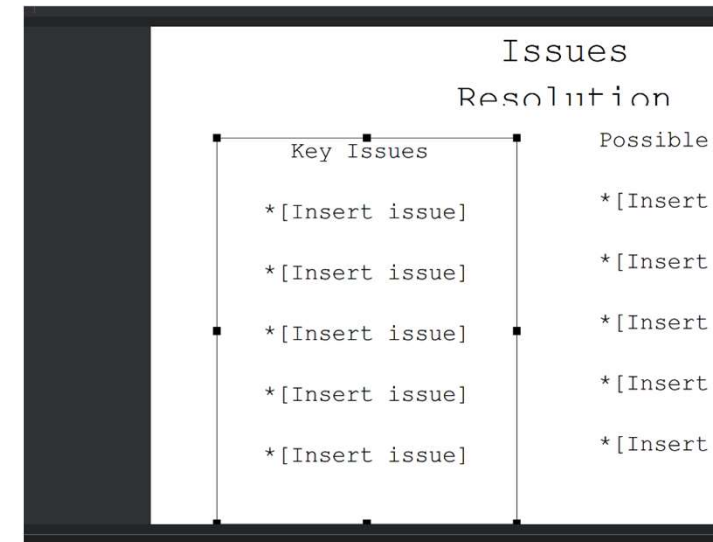 Issues
Resolution
Key Issues
*[Insert issue]
*[Insert issue]
*[Insert issue]
*[Insert issue]
*[Insert issue]
Possible
*[Insert
*[Insert
*[Insert
*[Insert
*[Insert